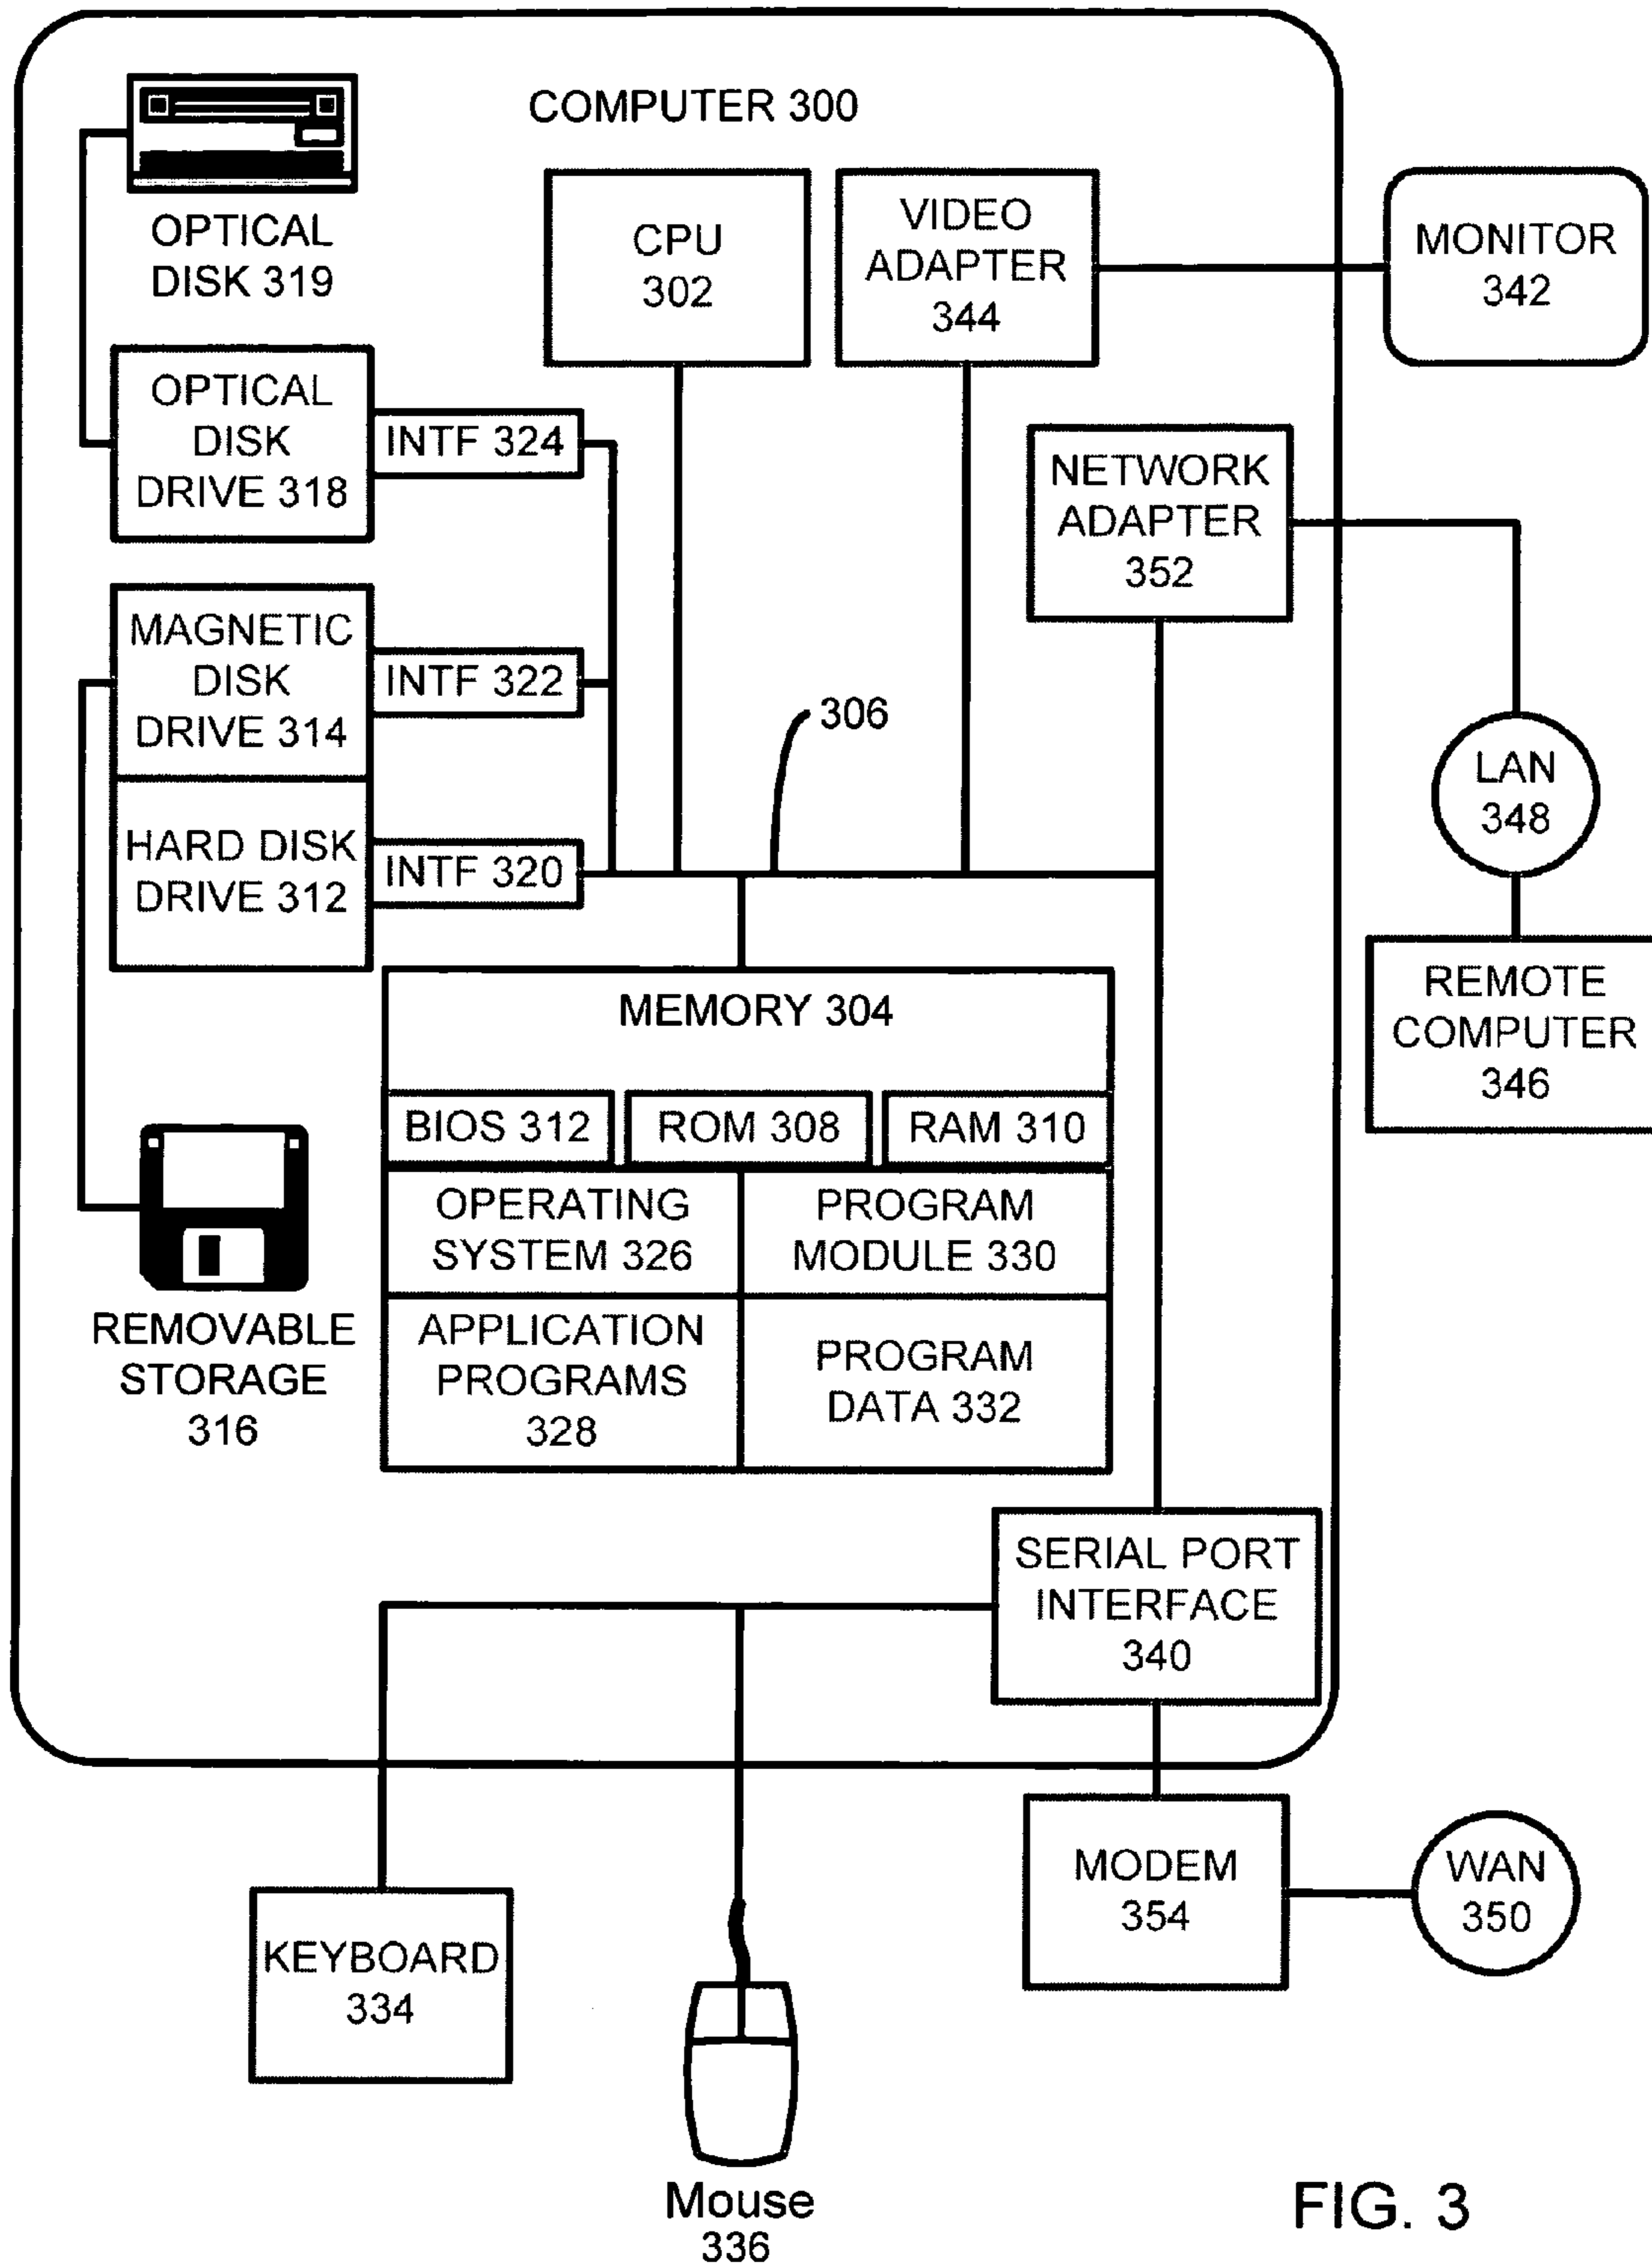 COMPUTER 300
OPTICAL
DISK 319
CPU
302
VIDEO
ADAPTER
344
MONITOR
342
OPTICAL
DISK
DRIVE 318
INTF 324
NETWORK
ADAPTER
352
MAGNETIC
DISK
DRIVE 314
INTF 322
306
LAN
348
HARD DISK
DRIVE 312
INTF 320
REMOTE
COMPUTER
346
MEMORY 304
BIOS 312
ROM 308
RAM 310
OPERATING
SYSTEM 326
PROGRAM
MODULE 330
APPLICATION
PROGRAMS
328
PROGRAM
DATA 332
REMOVABLE
STORAGE
316
SERIAL PORT
INTERFACE
340
KEYBOARD
334
Mouse
336
MODEM
354
WAN
350
FIG. 3